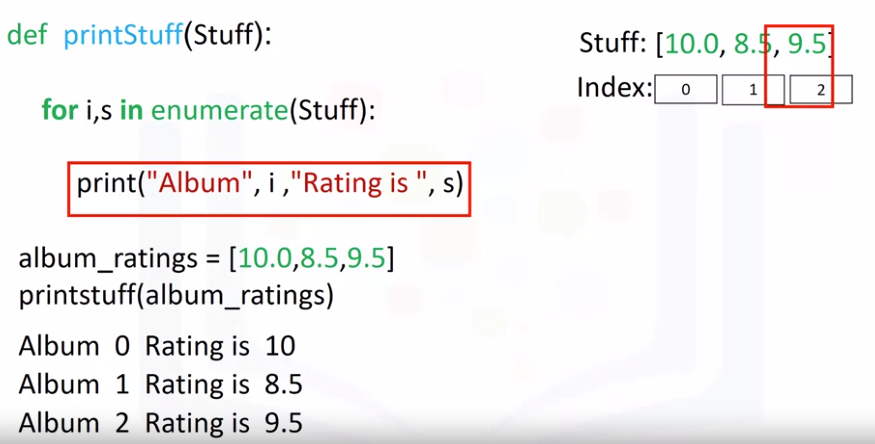 def printStuff(Stuff):
for i,s in enumerate(Stuff):
print("Album", i ,"Rating is ", s)
album_ratings = [10.0,8.5,9.5]
printstuff(album_ratings)
Album 0 Rating is 10
Album 1 Rating is 8.5
Album 2 Rating is 9.5
Stuff: [10.0, 8.5, 9.5]
Index: 0 1 2